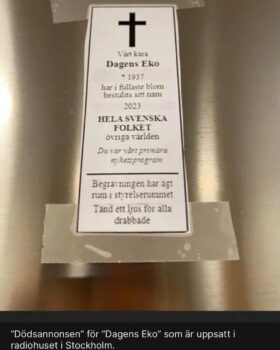 Vårt kära
Dagens Eko
* 1937
har i fullaste blom
bestulits sitt namn
2023
HELA SVENSKA
FOLKET
övriga världen
Du var vårt primära
nyhetsprogram
Begravningen har ägt
rum i styrelserummet
Tänd ett ljus för alla
drabbade
"Dödsannonsen" för "Dagens Eko" som är uppsatt i
radiohuset i Stockholm.